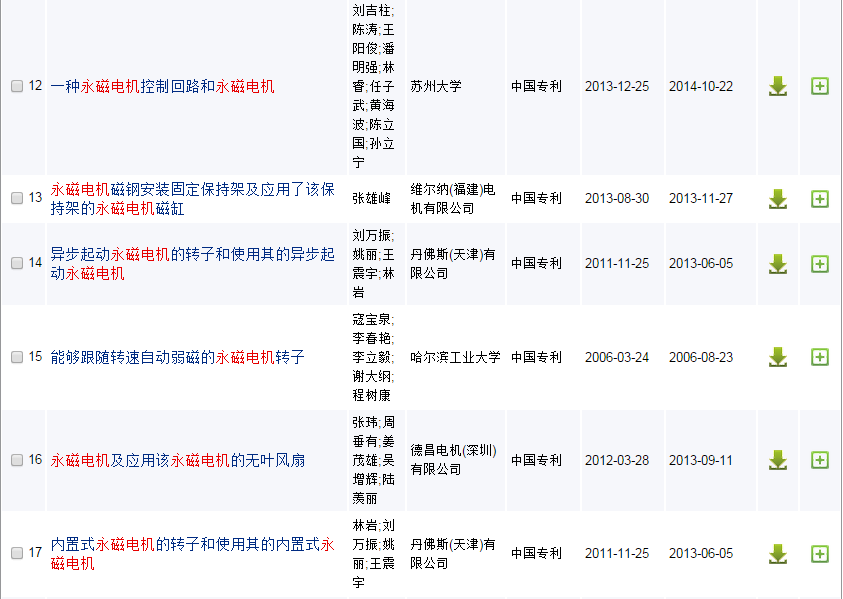 刘吉柱;
陈涛;王
阳俊;潘
明强;林
睿;任子
武;黄海
波;陈立
国;孙立
宁
12 一种永磁电机控制回路和永磁电机 苏州大学 中国专利 2013-12-25 2014-10-22
13 永磁电机磁钢安装固定保持架及应用了该保
持架的永磁电机磁缸
张雄峰
维尔纳(福建)电
机有限公司
中国专利 2013-08-30 2013-11-27
14 异步起动永磁电机的转子和使用其的异步起
动永磁电机
刘万振;
姚丽;王
震宇;林
岩
丹佛斯(天津)有
限公司
中国专利 2011-11-25 2013-06-05
15 能够跟随转速自动弱磁的永磁电机转子
寇宝泉;
李春艳;
李立毅;
谢大纲;
程树康
哈尔滨工业大学 中国专利 2006-03-24 2006-08-23
16 永磁电机及应用该永磁电机的无叶风扇
张玮;周
垂有;姜
茂雄;吴
增辉;陆
羡丽
德昌电机(深圳)
有限公司
中国专利 2012-03-28 2013-09-11
17 内置式永磁电机的转子和使用其的内置式永
磁电机
林岩;刘
万振;姚
丽;王震
宇
丹佛斯(天津)有
限公司
中国专利 2011-11-25 2013-06-05